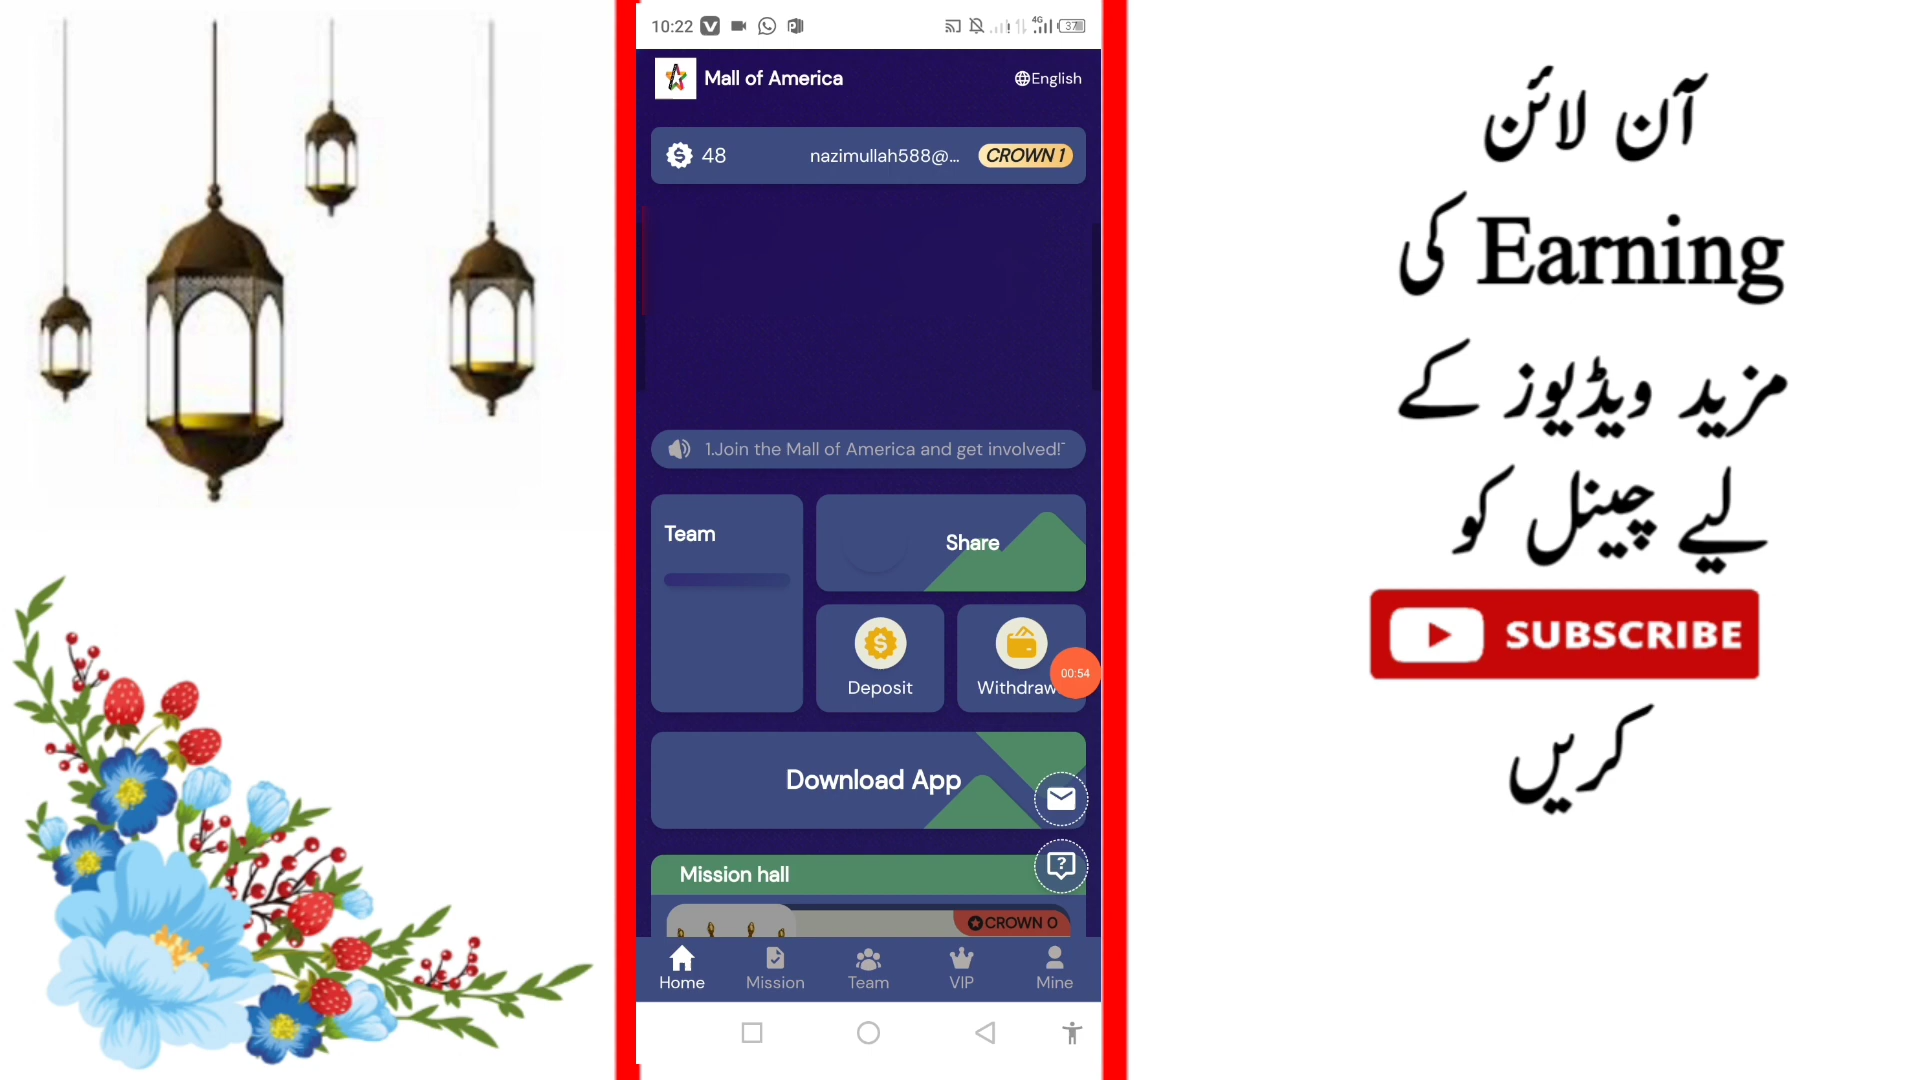 10:22
4G
37
Mall of America
English
48
nazimullah588@...
CROWN 1
1.Join the Mall of America and get involved!
Team
Share
Deposit
Withdraw
00:54
Download App
Mission hall
CROWN 0
Home
Mission
Team
VIP
Mine
آن لائن
Earning کی
مزید ویڈیوز کے
لیے چینل کو
SUBSCRIBE
کریں